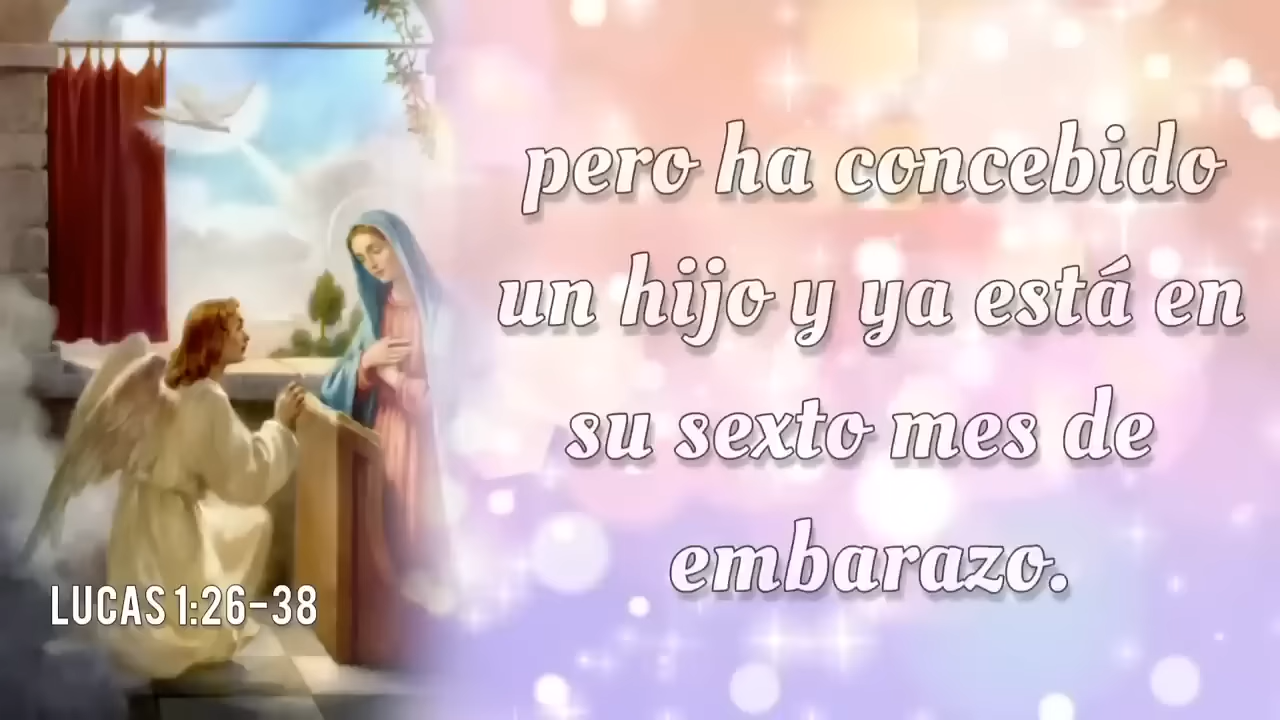 pero ha concebido
un hijo y ya está en
su sexto mes de
embarazo.
LUCAS 1:26-38